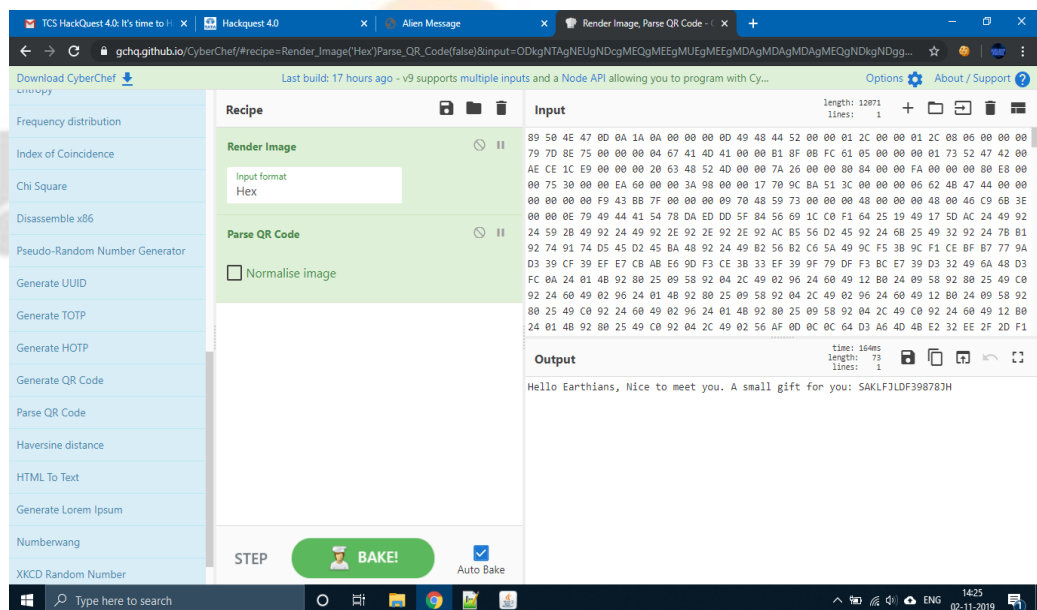 TCS HackQuest 4.0: It's time to H
Hackquest 4.0
Alien Message
Render Image, Parse QR Code - C
gchq.github.io/CyberChef/#recipe=Render_Image('Hex')Parse_QR_Code(false)&input=ODkgNTAgNEUgNDcgMEQgMEEgMUEgMEEgMDAgMDAgMDAgMEQgNDkgNDgg...
Download CyberChef
Last build: 17 hours ago - v9 supports multiple inputs and a Node API allowing you to program with Cy...
Options
About / Support
Entropy
Frequency distribution
Index of Coincidence
Chi Square
Disassemble x86
Pseudo-Random Number Generator
Generate UUID
Generate TOTP
Generate HOTP
Generate QR Code
Parse QR Code
Haversine distance
HTML To Text
Generate Lorem Ipsum
Numberwang
XKCD Random Number
Recipe
Render Image
Input format
Hex
Parse QR Code
Normalise image
STEP
BAKE!
Auto Bake
Input
length: 12071
lines: 1
89 50 4E 47 0D 0A 1A 0A 00 00 00 0D 49 48 44 52 00 00 01 2C 00 00 01 2C 08 06 00 00 00
79 7D 8E 75 00 00 00 04 67 41 4D 41 00 00 B1 8F 0B FC 61 05 00 00 00 01 73 52 47 42 00
AE CE 1C E9 00 00 00 20 63 48 52 4D 00 00 7A 26 00 00 80 84 00 00 FA 00 00 00 80 E8 00
00 75 30 00 00 EA 60 00 00 3A 98 00 00 17 70 9C BA 51 3C 00 00 00 06 62 4B 47 44 00 00
00 00 00 00 F9 43 BB 7F 00 00 00 09 70 48 59 73 00 00 00 48 00 00 00 48 00 46 C9 6B 3E
00 00 0E 79 49 44 41 54 78 DA ED DD 5F 84 56 69 1C C0 F1 64 25 19 49 17 5D AC 24 49 92
24 59 2B 49 92 24 49 92 2E 92 2E 92 2E 92 AC B5 56 D2 45 92 24 6B 25 49 32 92 24 7B B1
92 74 91 74 D5 45 D2 45 BA 48 92 24 49 B2 56 B2 C6 5A 49 9C F5 3B 9C F1 CE BF B7 77 9A
D3 39 CF 39 EF E7 CB AB E6 9D F3 CE 3B 33 EF 39 9F 79 DF F3 BC E7 39 D3 32 49 6A 48 D3
FC 0A 24 01 4B 92 80 25 09 58 92 04 2C 49 02 96 24 60 49 12 B0 24 09 58 92 80 25 49 C0
92 24 60 49 02 96 24 01 4B 92 80 25 09 58 92 04 2C 49 02 96 24 60 49 12 B0 24 09 58 92
80 25 49 C0 92 24 60 49 02 96 24 01 4B 92 80 25 09 58 92 04 2C 49 C0 92 24 60 49 12 B0
24 01 4B 92 80 25 49 C0 92 04 2C 49 02 56 AF 0D 0C 0C 64 D3 A6 4D 4B E2 32 EE 2F 2D F1
Output
time: 164ms
length: 73
lines: 1
Hello Earthians, Nice to meet you. A small gift for you: SAKLFJLDF39878JH
Type here to search
ENG
14:25
02-11-2019